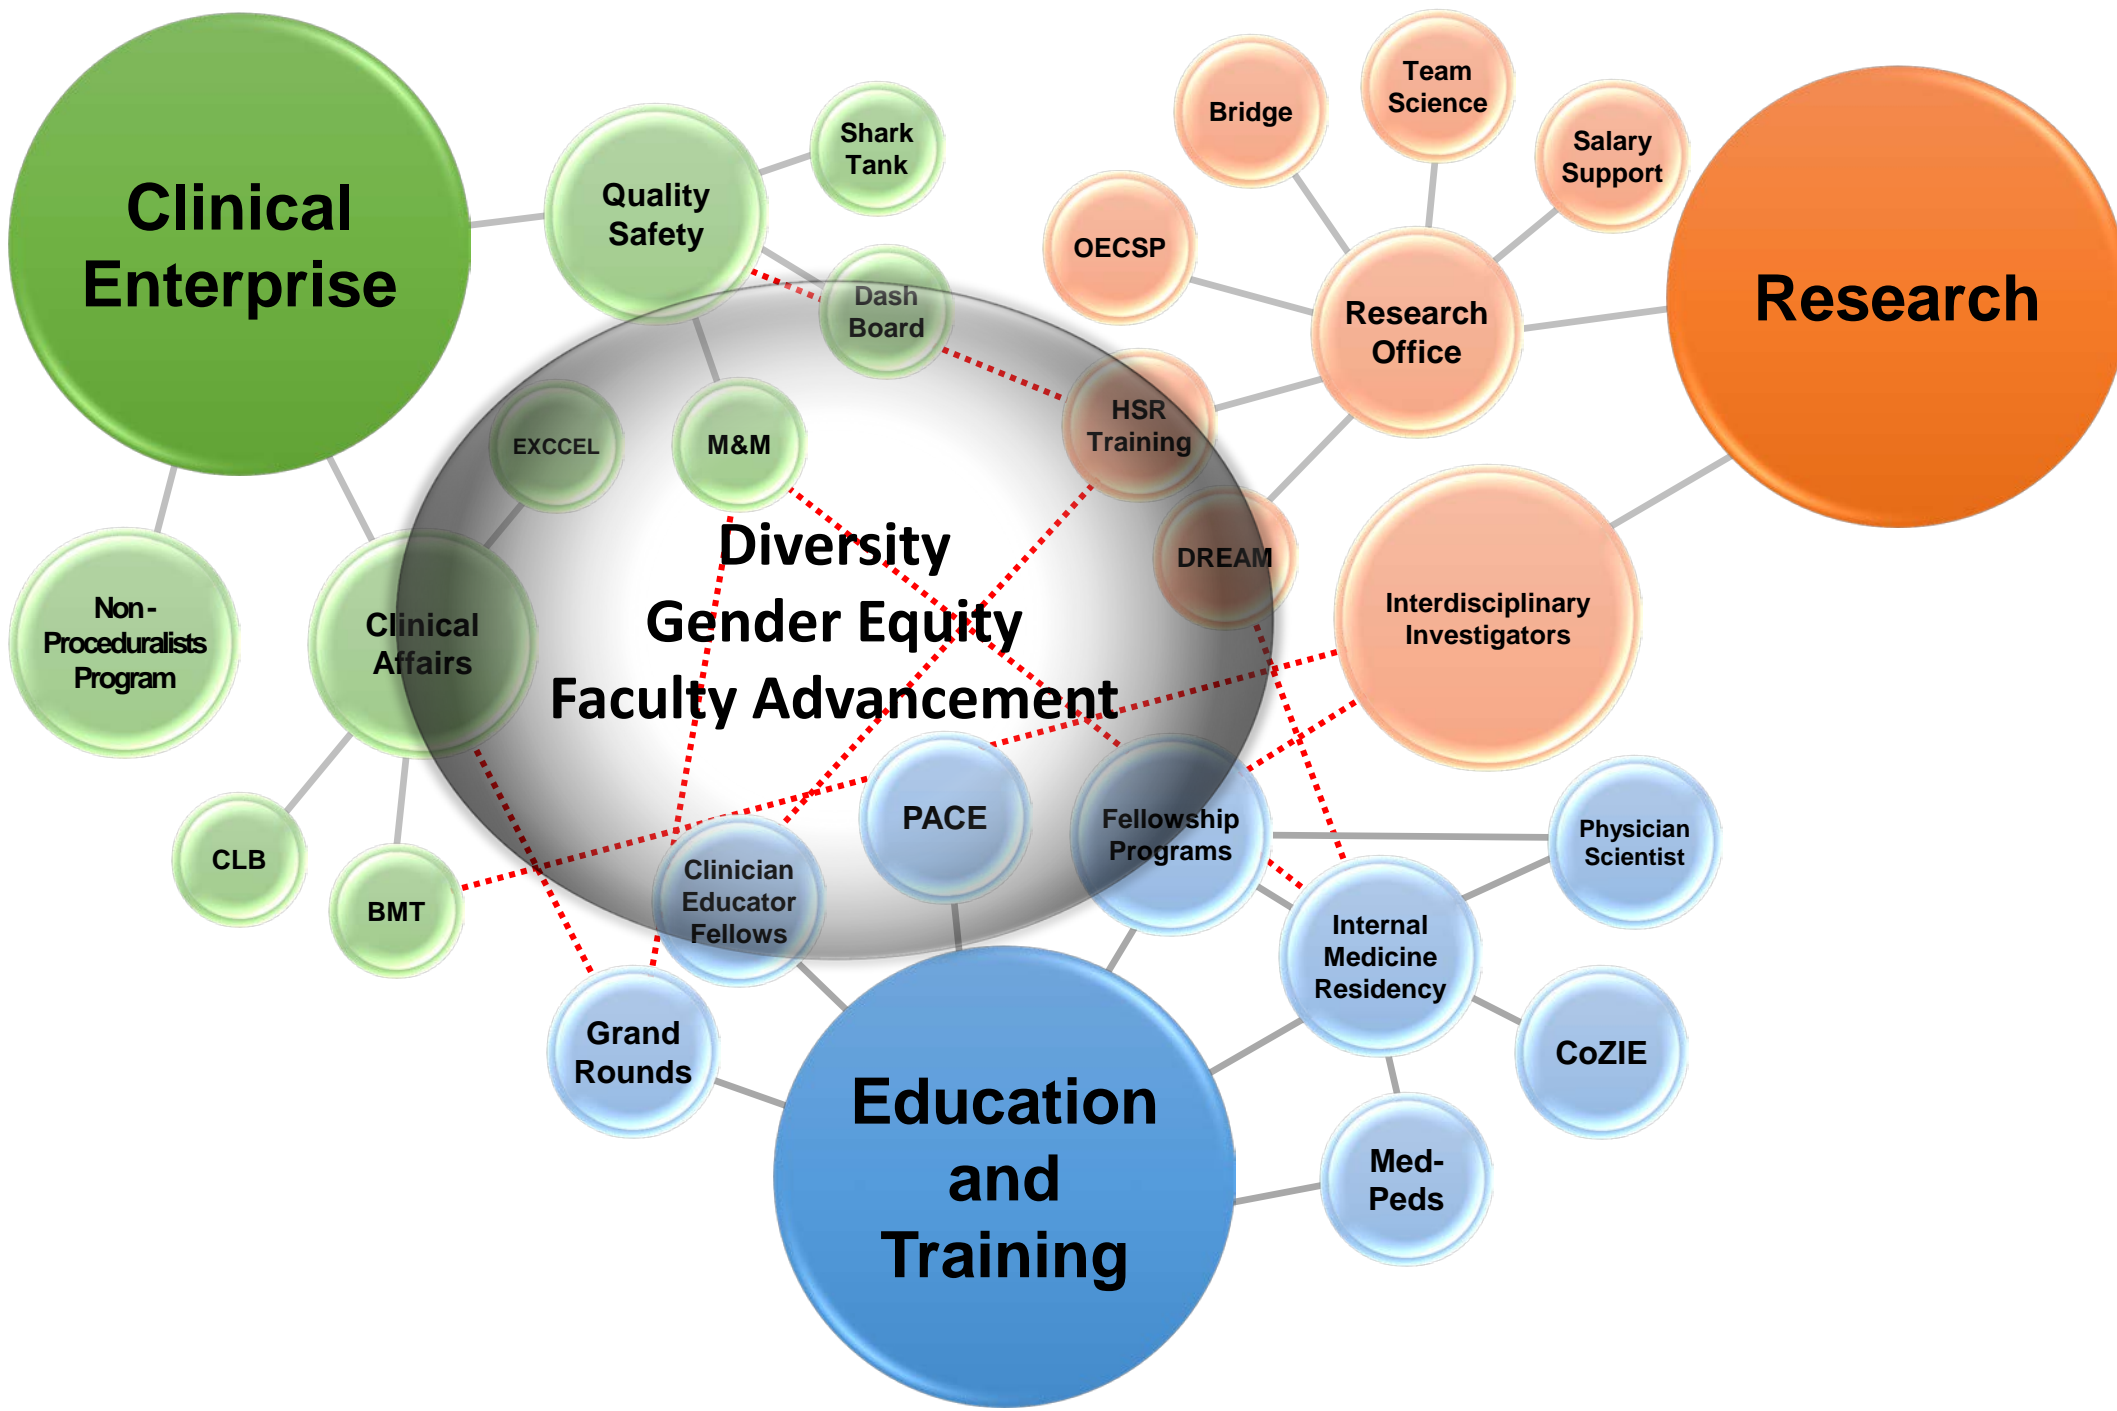 Clinical
Enterprise
Quality
Safety
Shark
Tank
Dash
Board
EXCCEL
M&M
Non-
Proceduralists
Program
Clinical
Affairs
CLB
BMT
Bridge
Team
Science
Salary
Support
OECSP
Research
Office
Research
HSR
Training
DREAM
Interdisciplinary
Investigators
Diversity
Gender Equity
Faculty Advancement
PACE
Fellowship
Programs
Physician
Scientist
Clinician
Educator
Fellows
Internal
Medicine
Residency
Grand
Rounds
CoZIE
Education
and
Training
Med-
Peds